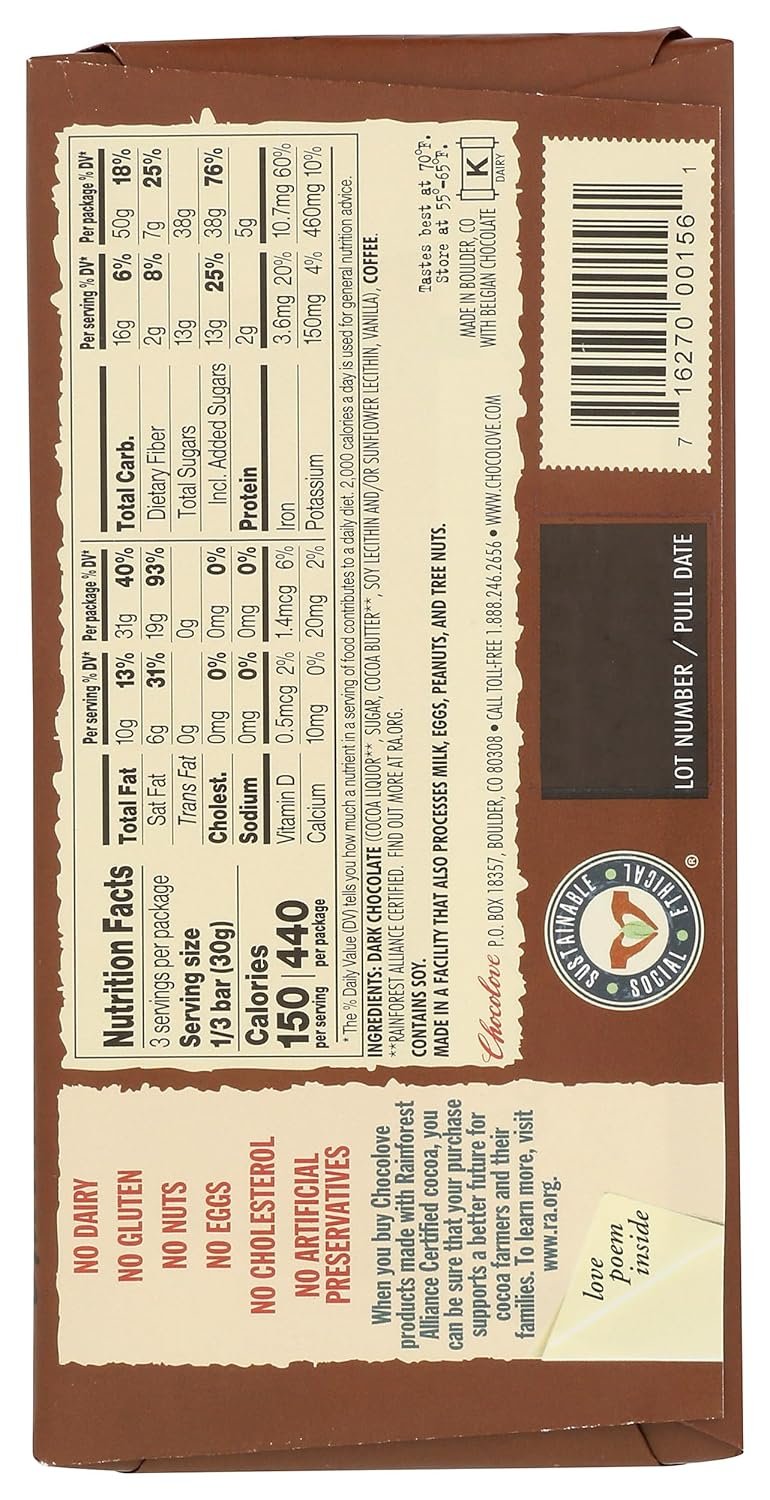 NO DAIRY
NO GLUTEN
NO NUTS
NO EGGS
NO CHOLESTEROL
NO ARTIFICIAL
PRESERVATIVES
When you buy Chocolove
products made with Rainforest
Alliance Certified cocoa, you
can be sure that your purchase
supports a better future for
cocoa farmers and their
families. To learn more, visit
www.ra.org.
love
poem
inside
Nutrition Facts
3 servings per package
Serving size
1/3 bar (30g)
Calories
150 440
per serving per package
Per serving % DV* Per package % DV*
Total Fat 10g 13% 31g 40%
Sat Fat 6g 31% 19g 93%
Trans Fat 0g 0g
Cholest. 0mg 0% 0mg 0%
Sodium 0mg 0% 0mg 0%
Vitamin D 0.5mcg 2% 1.4mcg 6%
Calcium 10mg 0% 20mg 2%
Per serving % DV* Per package % DV*
Total Carb. 16g 6% 50g 18%
Dietary Fiber 2g 8% 7g 25%
Total Sugars 13g 38g
Incl. Added Sugars 13g 25% 38g 76%
Protein 2g 5g
Iron 3.6mg 20% 10.7mg 60%
Potassium 150mg 4% 460mg 10%
*The % Daily Value (DV) tells you how much a nutrient in a serving of food contributes to a daily diet. 2,000 calories a day is used for general nutrition advice.
INGREDIENTS: DARK CHOCOLATE (COCOA LIQUOR**, SUGAR, COCOA BUTTER**, SOY LECITHIN AND/OR SUNFLOWER LECITHIN, VANILLA), COFFEE.
**RAINFOREST ALLIANCE CERTIFIED. FIND OUT MORE AT RA.ORG.
CONTAINS SOY.
MADE IN A FACILITY THAT ALSO PROCESSES MILK, EGGS, PEANUTS, AND TREE NUTS.
Tastes best at 70°F.
Store at 55°-65°F.
MADE IN BOULDER, CO
WITH BELGIAN CHOCOLATE
K
DAIRY
Chocolove P.O. BOX 18357, BOULDER, CO 80308 • CALL TOLL-FREE 1.888.246.2656 • WWW.CHOCOLOVE.COM
SUSTAINABLE • ETHICAL • SOCIAL •
®
LOT NUMBER / PULL DATE
7 16270 00156 1